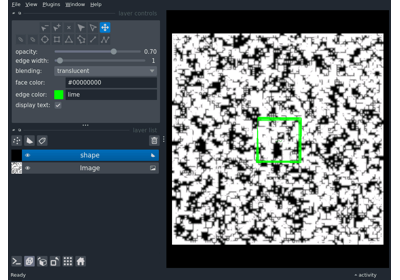 File View Plugins Window Help
layer controls
opacity: 0.70
edge width: 1
blending: translucent
face color: #00000000
edge color: lime
display text:
layer list
shape
Image
Ready
activity